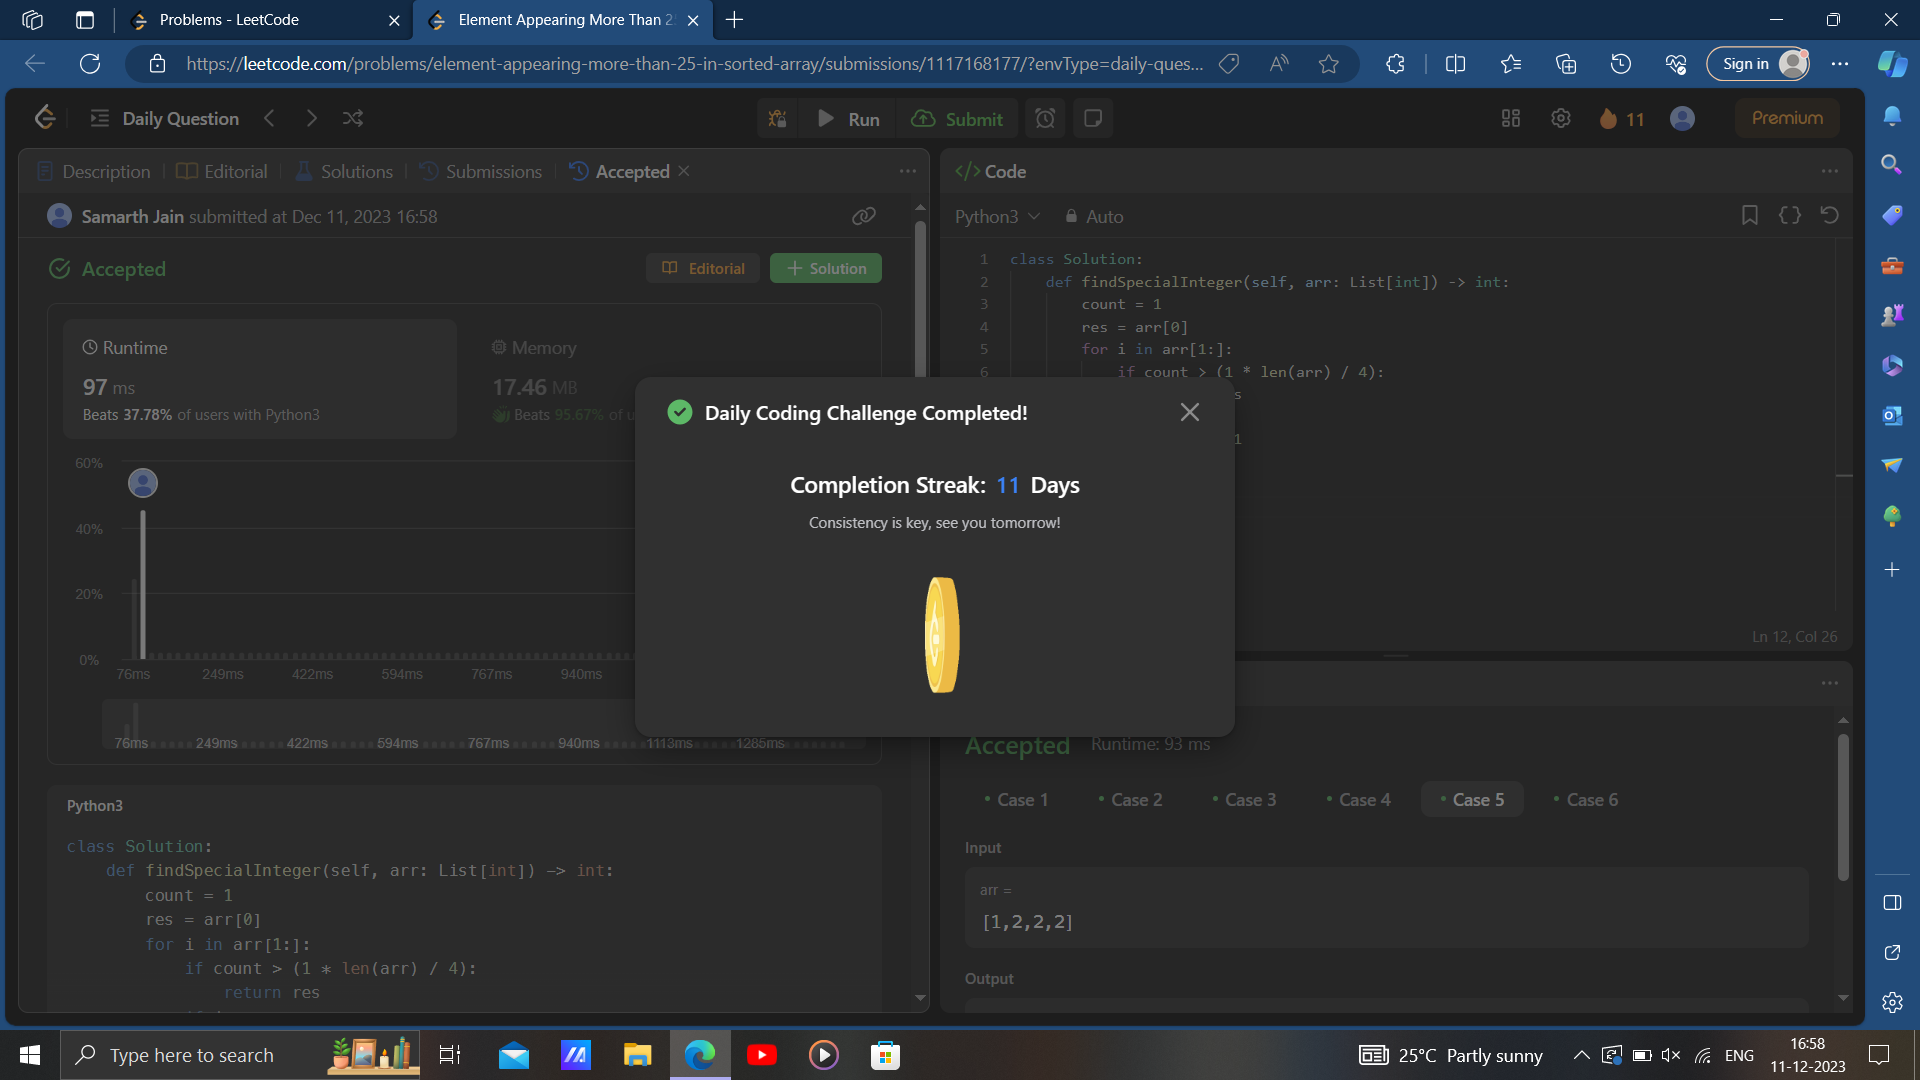 Problems - LeetCode
Element Appearing More Than 2
https://leetcode.com/problems/element-appearing-more-than-25-in-sorted-array/submissions/1117168177/?envType=daily-ques...
Sign in
Daily Question
Run
Submit
11
Premium
Description
Editorial
Solutions
Submissions
Accepted
Samarth Jain submitted at Dec 11, 2023 16:58
Accepted
Editorial
+ Solution
Runtime
97 ms
Beats 37.78% of users with Python3
Memory
17.46 MB
Beats 95.67% of u
60%
40%
20%
0%
76ms 249ms 422ms 594ms 767ms 940ms
76ms 249ms 422ms 594ms 767ms 940ms 1113ms 1285ms
Python3
class Solution:
def findSpecialInteger(self, arr: List[int]) -> int:
count = 1
res = arr[0]
for i in arr[1:]:
if count > (1 * len(arr) / 4):
return res
Daily Coding Challenge Completed!
Completion Streak: 11 Days
Consistency is key, see you tomorrow!
</> Code
Python3
Auto
1 class Solution:
2 def findSpecialInteger(self, arr: List[int]) -> int:
3 count = 1
4 res = arr[0]
5 for i in arr[1:]:
6 if count > (1 * len(arr) / 4):
s
1
Ln 12, Col 26
Accepted
Runtime: 93 ms
Case 1
Case 2
Case 3
Case 4
Case 5
Case 6
Input
arr =
[1,2,2,2]
Output
Type here to search
25°C Partly sunny
ENG
16:58
11-12-2023